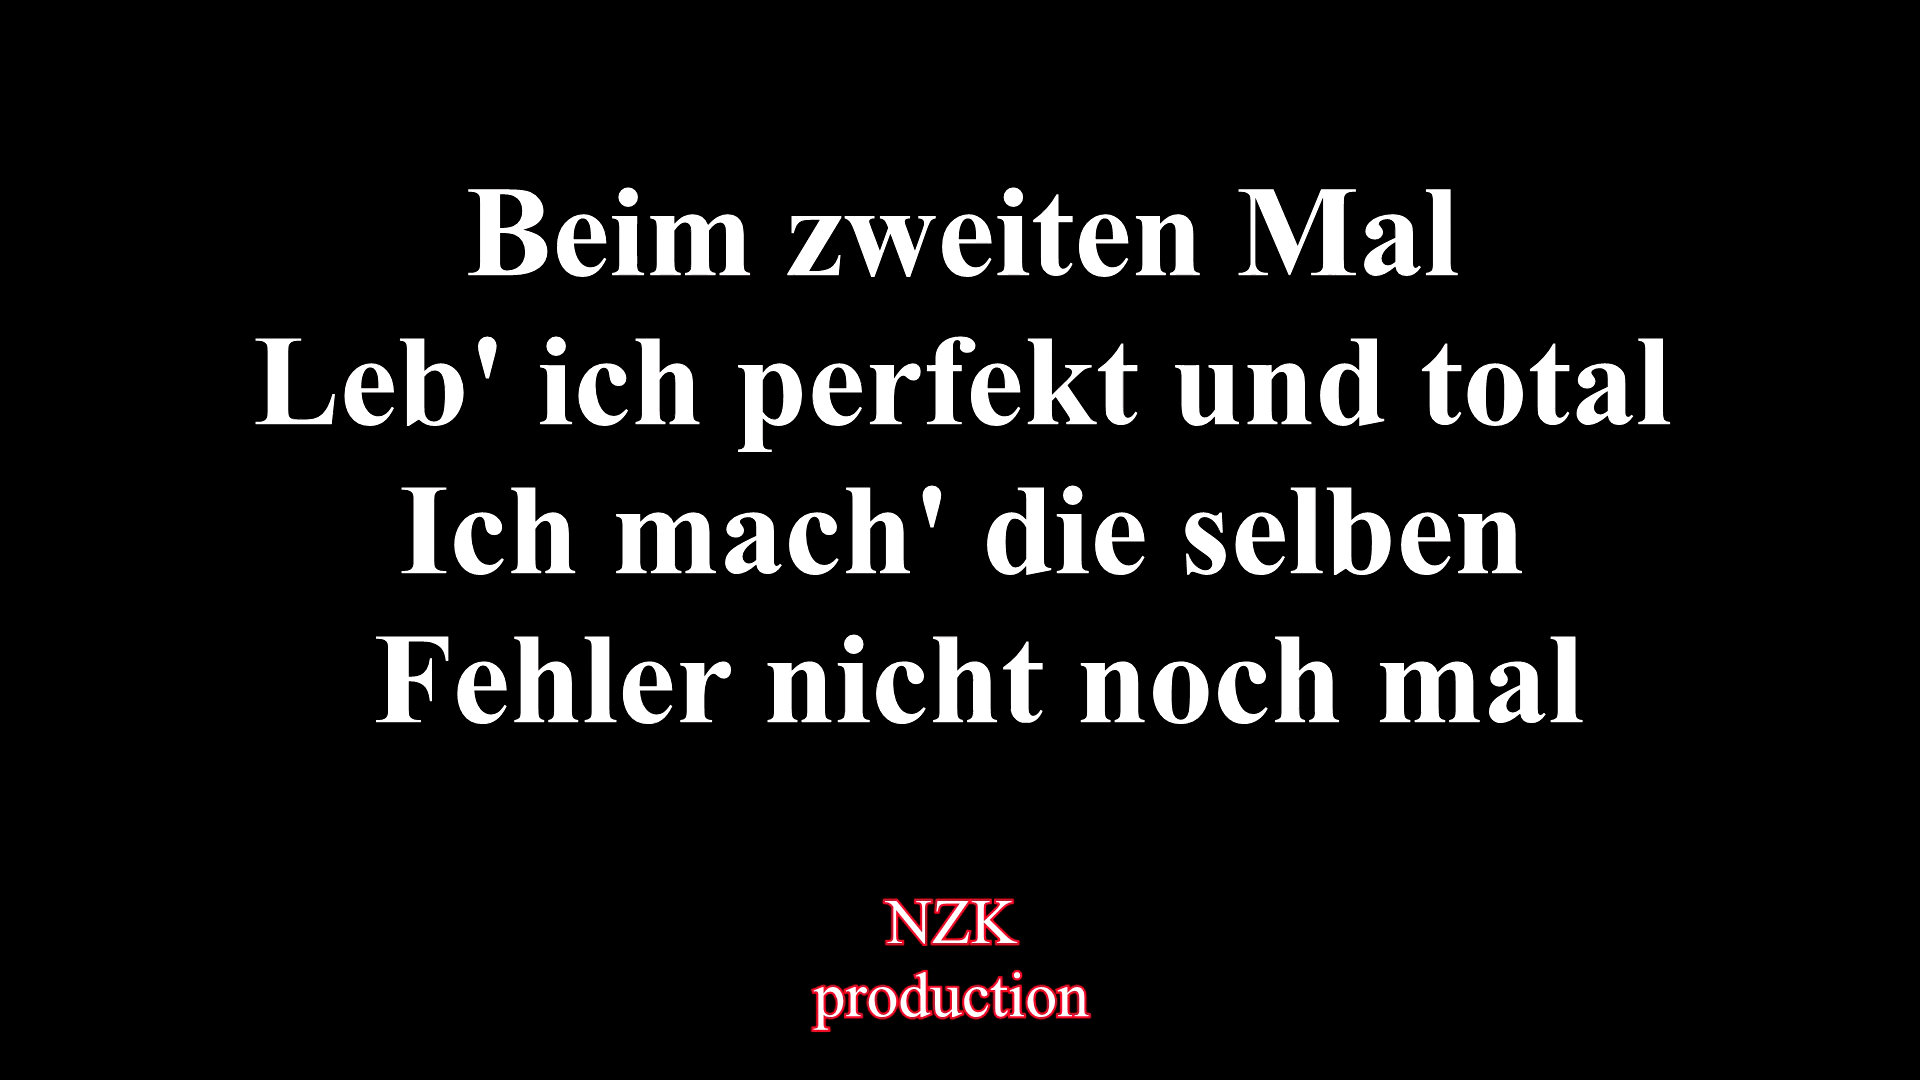 Beim zweiten Mal
Leb' ich perfekt und total
Ich mach' die selben
Fehler nicht noch mal
NZK
production